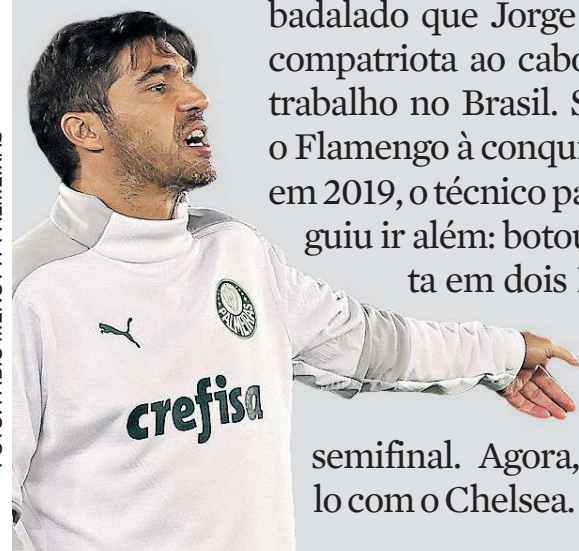 badalado que Jorge
compatriota ao cabo
trabalho no Brasil. S
o Flamengo à conqui
em 2019, o técnico pa
guiu ir além: botou
ta em dois
semifinal. Agora,
lo com o Chelsea.
PALMEIRAS
crefisa